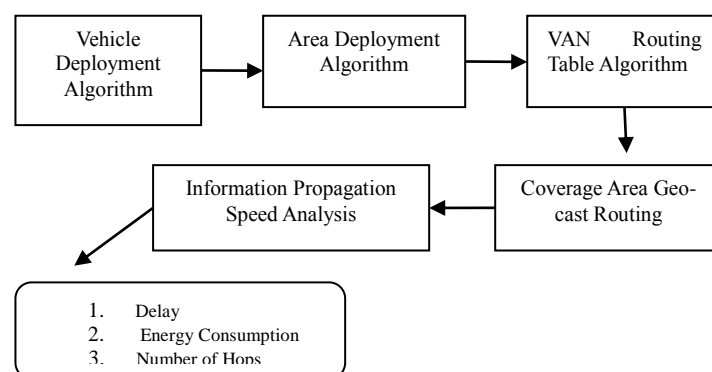 Vehicle
Deployment
Algorithm
Area Deployment
Algorithm
VAN Routing
Table Algorithm
Information Propagation
Speed Analysis
Coverage Area Geo-
cast Routing
1. Delay
2. Energy Consumption
3. Number of Hops